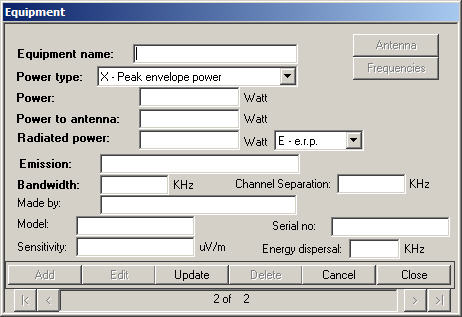 Equipment
Equipment name:
Antenna
Power type: X - Peak envelope power
Frequencies
Power: Watt
Power to antenna: Watt
Radiated power: Watt E - e.r.p.
Emission:
Bandwidth: KHz Channel Separation: KHz
Made by:
Model: Serial no:
Sensitivity: uV/m Energy dispersal: KHz
Add Edit Update Delete Cancel Close
2 of 2